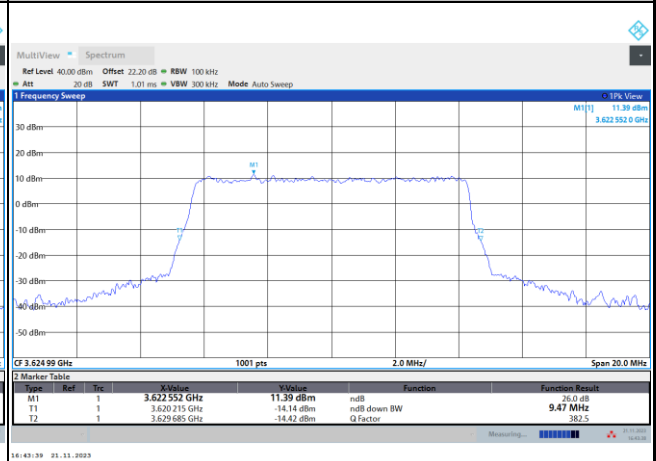 MultiView Spectrum
Ref Level 40.00 dBm Offset 22.20 dB RBW 100 kHz
Att 20 dB SWT 1.01 ms VBW 300 kHz Mode Auto Sweep
1 Frequency Sweep 1Pk View
M1[1] 11.39 dBm
3.622 552 0 GHz
30 dBm
20 dBm
M1
10 dBm
0 dBm
-10 dBm
T1 T2
-20 dBm
-30 dBm
-40 dBm
-50 dBm
CF 3.624 99 GHz 1001 pts 2.0 MHz/ Span 20.0 MHz
2 Marker Table
Type Ref Trc X-Value Y-Value Function Function Result
M1 1 3.622 552 GHz 11.39 dBm ndB 26.0 dB
T1 1 3.620 215 GHz -14.14 dBm ndB down BW 9.47 MHz
T2 1 3.629 685 GHz -14.42 dBm Q Factor 382.5
Measuring... 21.11.2023
16:43:39 21.11.2023